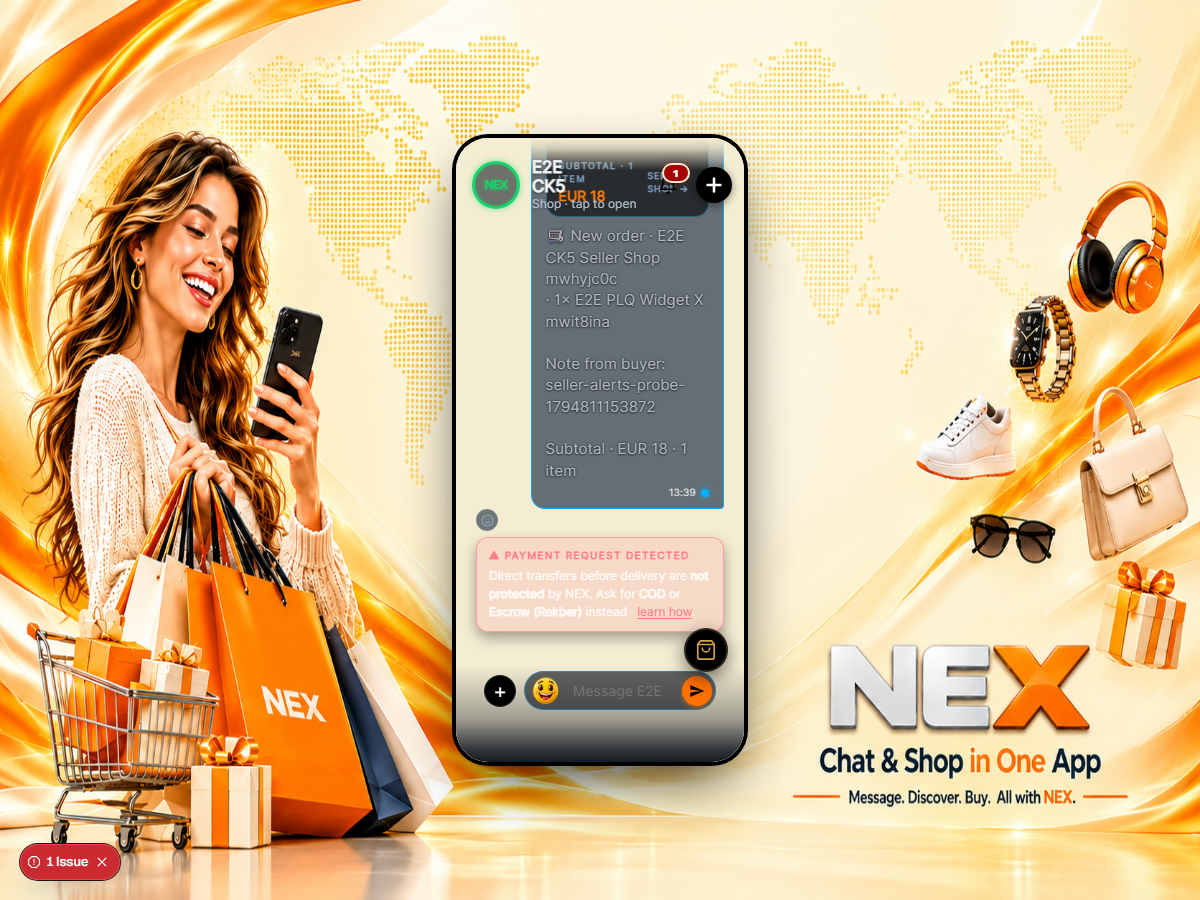 NEX
E2E
CK5
Shop · tap to open
SUBTOTAL · 1
ITEM
EUR 18
1
🛒 New order · E2E
CK5 Seller Shop
mwhyjc0c
· 1× E2E PLQ Widget X
mwit8ina
Note from buyer:
seller-alerts-probe-
1794811153872
Subtotal · EUR 18 · 1
item
13:39
▲ PAYMENT REQUEST DETECTED
Direct transfers before delivery are not
protected by NEX. Ask for COD or
Escrow (Rekber) instead · learn how
Message E2E
NEX
NEX
Chat & Shop in One App
Message. Discover. Buy. All with NEX.
1 Issue